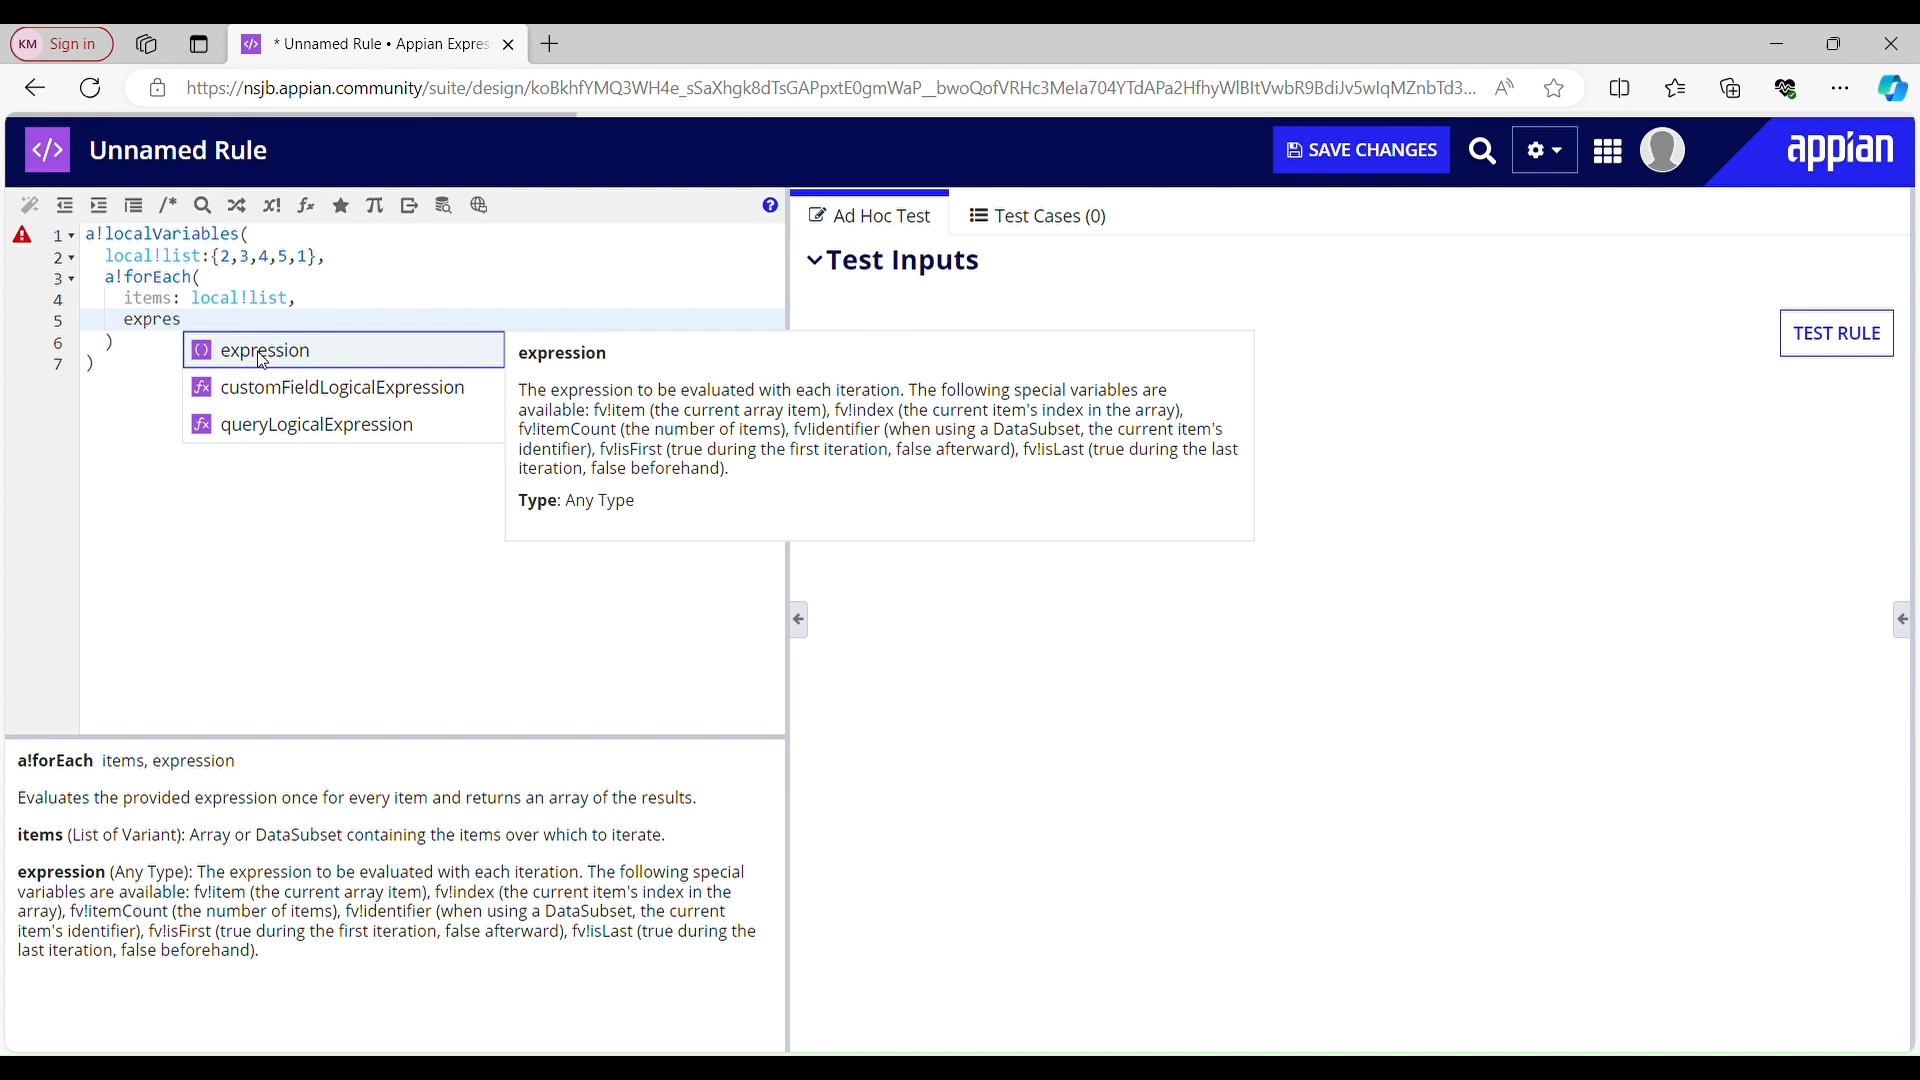 KM Sign in
* Unnamed Rule • Appian Expres
https://nsjb.appian.community/suite/design/
Unnamed Rule
SAVE CHANGES
appian
Ad Hoc Test
Test Cases (0)
Test Inputs
TEST RULE
1 a!localVariables(
2 local!list:{2,3,4,5,1},
3 a!forEach(
4 items: local!list,
5 expres
6 )
7 )
expression
customFieldLogicalExpression
queryLogicalExpression
expression
The expression to be evaluated with each iteration. The following special variables are
available: fv!item (the current array item), fv!index (the current item's index in the array),
fv!itemCount (the number of items), fv!identifier (when using a DataSubset, the current item's
identifier), fv!isFirst (true during the first iteration, false afterward), fv!isLast (true during the last
iteration, false beforehand).
Type: Any Type
a!forEach items, expression
Evaluates the provided expression once for every item and returns an array of the results.
items (List of Variant): Array or DataSubset containing the items over which to iterate.
expression (Any Type): The expression to be evaluated with each iteration. The following special
variables are available: fv!item (the current array item), fv!index (the current item's index in the
array), fv!itemCount (the number of items), fv!identifier (when using a DataSubset, the current
item's identifier), fv!isFirst (true during the first iteration, false afterward), fv!isLast (true during the
last iteration, false beforehand).